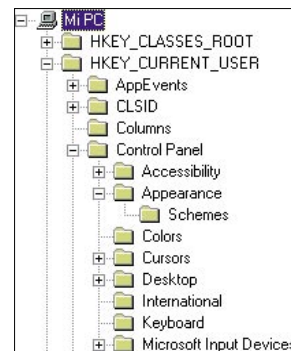 Mi PC
HKEY_CLASSES_ROOT
HKEY_CURRENT_USER
AppEvents
CLSID
Columns
Control Panel
Accessibility
Appearance
Schemes
Colors
Cursors
Desktop
International
Keyboard
Microsoft Input Devices